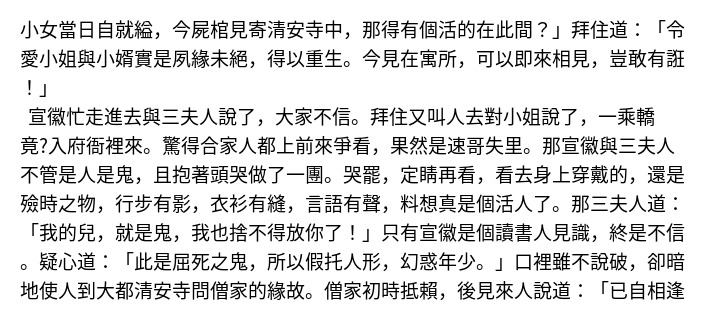 小女當日自就縊，今屍棺見寄清安寺中，那得有個活的在此間？」拜住道：「令
愛小姐與小婿實是夙緣未絕，得以重生。今見在寓所，可以即來相見，豈敢有誑
！」
宣徽忙走進去與三夫人說了，大家不信。拜住又叫人去對小姐說了，一乘轎
竟?入府衙裡來。驚得合家人都上前來爭看，果然是速哥失里。那宣徽與三夫人
不管是人是鬼，且抱著頭哭做了一團。哭罷，定睛再看，看去身上穿戴的，還是
殮時之物，行步有影，衣衫有縫，言語有聲，料想真是個活人了。那三夫人道：
「我的兒，就是鬼，我也捨不得放你了！」只有宣徽是個讀書人見識，終是不信
。疑心道：「此是屈死之鬼，所以假托人形，幻惑年少。」口裡雖不說破，卻暗
地使人到大都清安寺問僧家的緣故。僧家初時抵賴，後見來人說道：「已自相逢